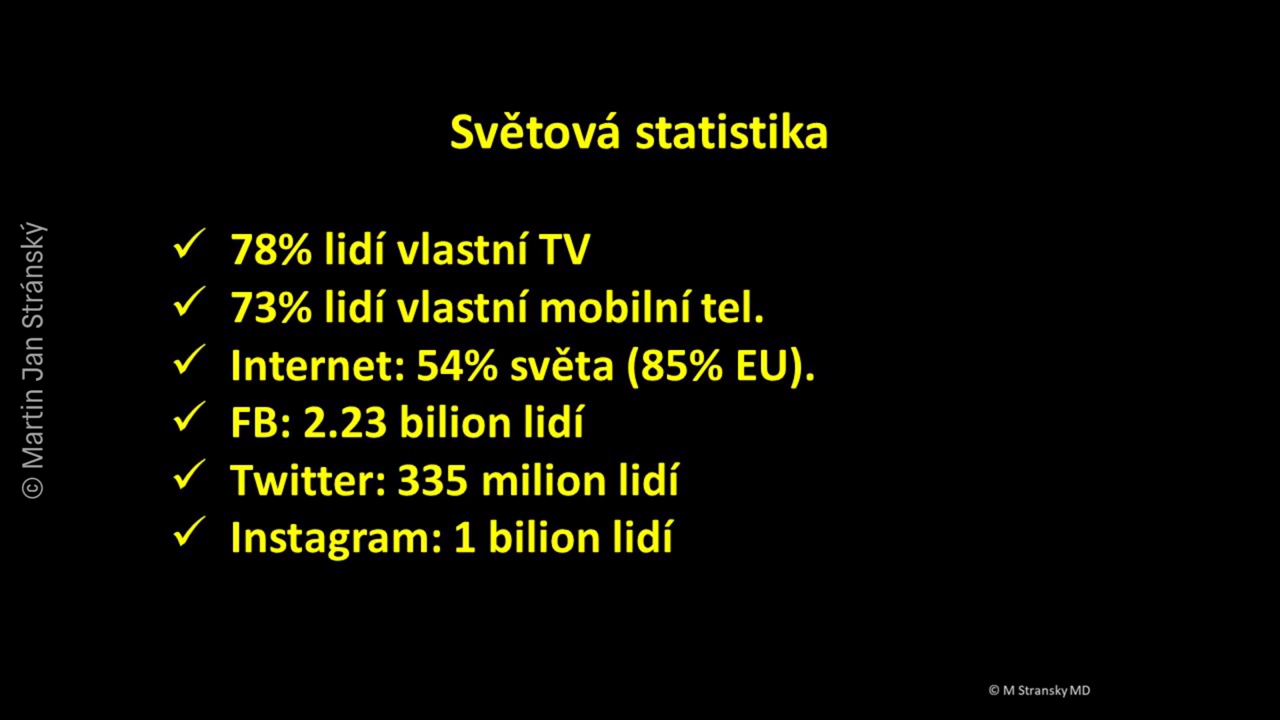 Světová statistika
✓ 78% lidí vlastní TV
✓ 73% lidí vlastní mobilní tel.
✓ Internet: 54% světa (85% EU).
✓ FB: 2.23 bilion lidí
✓ Twitter: 335 milion lidí
✓ Instagram: 1 bilion lidí
© Martin Jan Stránský
© M Stransky MD